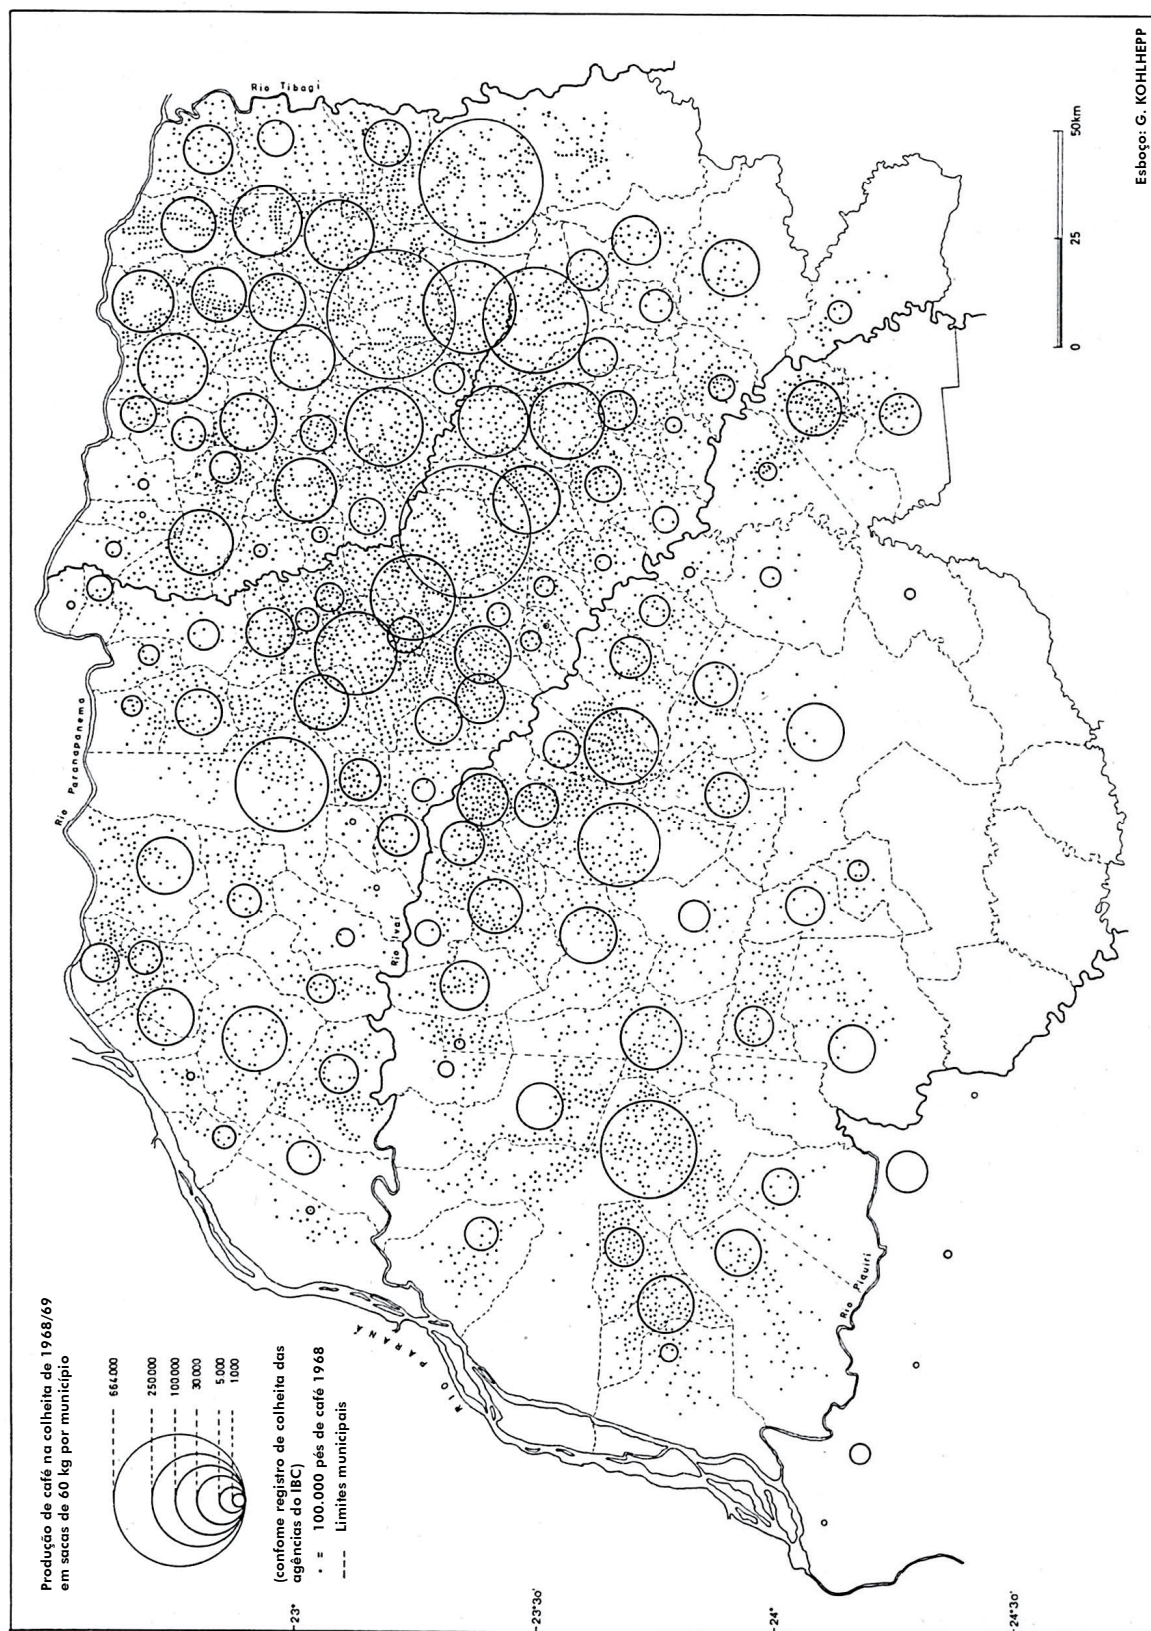 Produção de café na colheita de 1968/69
em sacas de 60 kg por município
664.000
250.000
100.000
30.000
5.000
1.000
(confome registro de colheita das
agências do IBC)
• = 100.000 pés de café 1968
--- Limites municipais
Rio Tibagi
Rio Paranapanema
Rio Ivaí
RIO PARANÁ
Rio Piquiri
23°
23°30'
24°
24°30'
0 25 50km
Esboço: G. KOHLHEPP